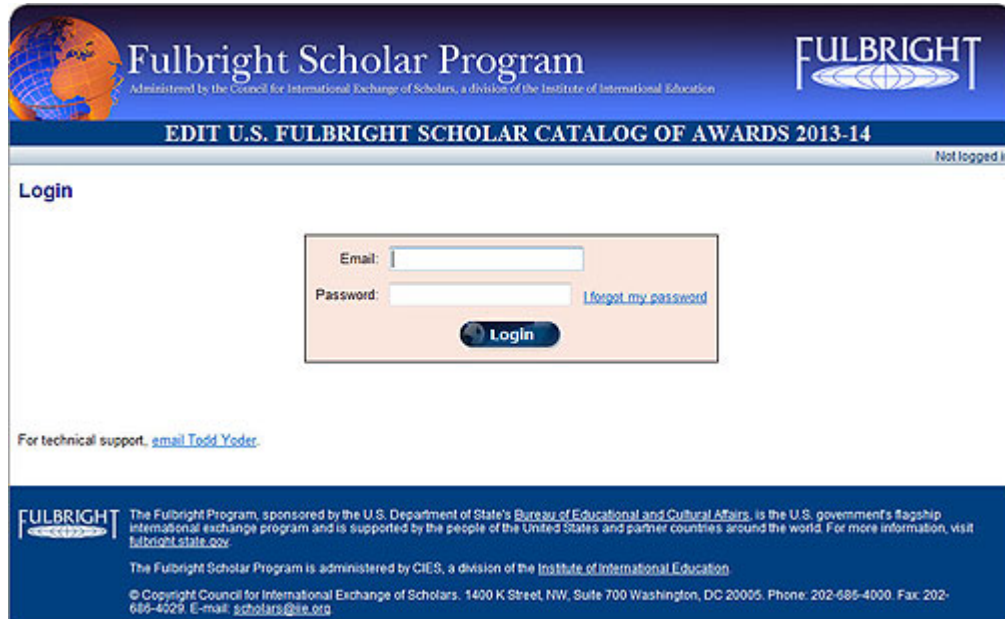 Fulbright Scholar Program
Administered by the Council for International Exchange of Scholars, a division of the Institute of International Education
FULBRIGHT
EDIT U.S. FULBRIGHT SCHOLAR CATALOG OF AWARDS 2013-14
Not logged i
Login
Email:
Password:
I forgot my password
Login
For technical support, email Todd Yoder.
FULBRIGHT
The Fulbright Program, sponsored by the U.S. Department of State's Bureau of Educational and Cultural Affairs, is the U.S. government's flagship
international exchange program and is supported by the people of the United States and partner countries around the world. For more information, visit
fulbright.state.gov.
The Fulbright Scholar Program is administered by CIES, a division of the Institute of International Education.
© Copyright Council for International Exchange of Scholars. 1400 K Street, NW, Suite 700 Washington, DC 20005. Phone: 202-686-4000. Fax: 202-
686-4029. E-mail: scholars@iie.org.